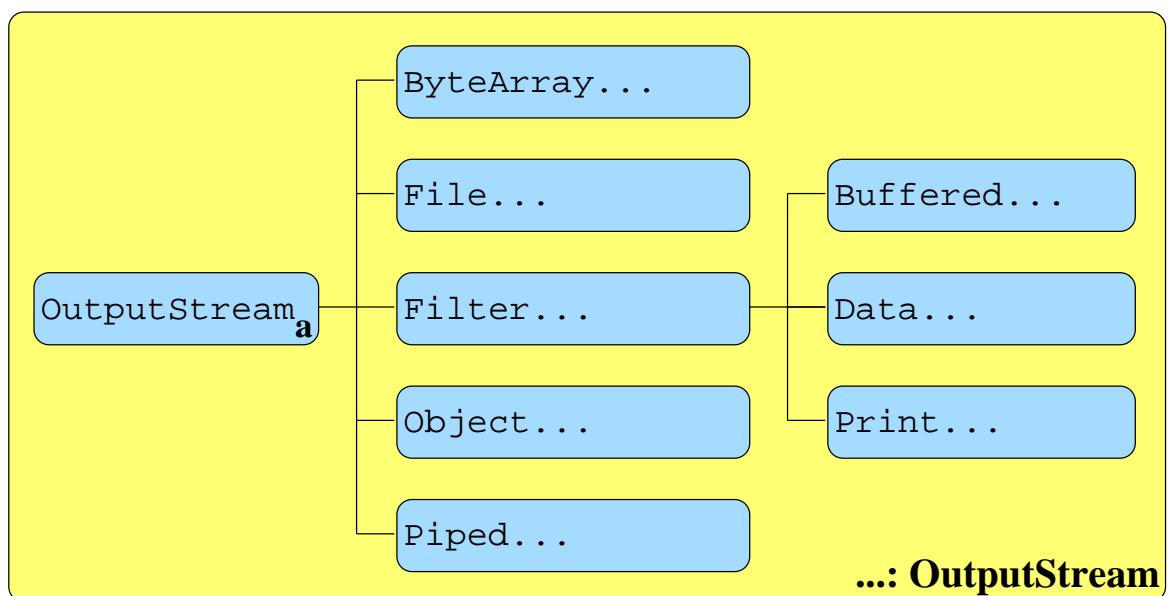 ByteArray...
File...
Buffered...
OutputStream
a
Filter...
Data...
Object...
Print...
Piped...
...: OutputStream